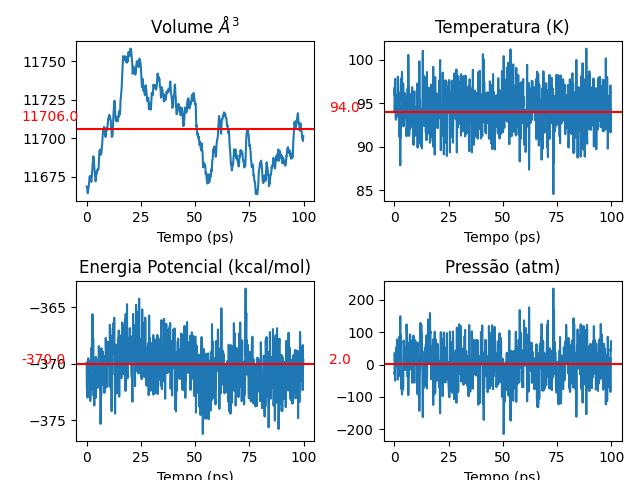 Volume Å³
11750
11725
11706.0
11700
11675
0 25 50 75 100
Tempo (ps)
Temperatura (K)
100
94.0
95
90
85
0 25 50 75 100
Tempo (ps)
Energia Potencial (kcal/mol)
−365
-370.0
−370
−375
0 25 50 75 100
Tempo (ps)
Pressão (atm)
200
100
2.0
0
−100
−200
0 25 50 75 100
Tempo (ps)